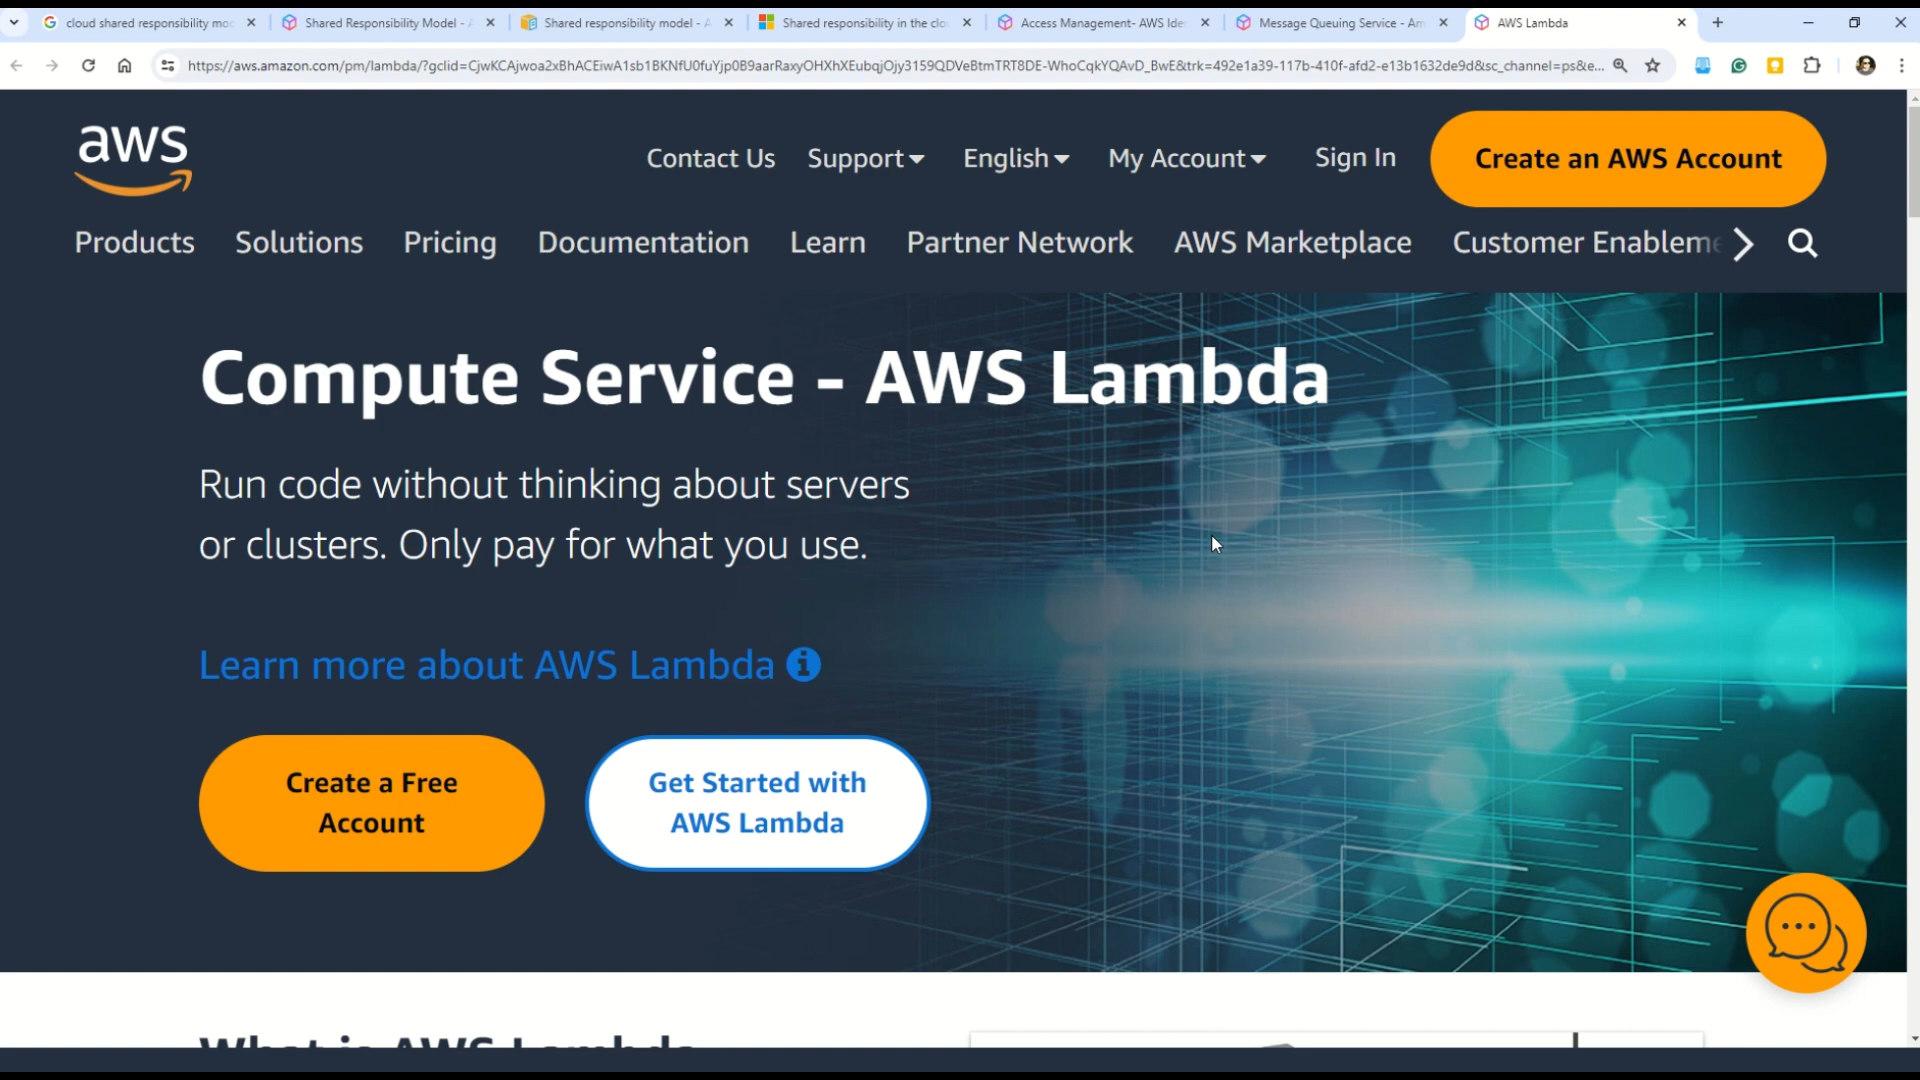 cloud shared responsibility mo
Shared Responsibility Model -
Shared responsibility model -
Shared responsibility in the clo
Access Management- AWS Ide
Message Queuing Service - Am
AWS Lambda
https://aws.amazon.com/pm/lambda/?gclid=CjwKCAjwoa2xBhACEiwA1sb1BKNfU0fuYjp0B9aarRaxyOHXhXEubqjOjy3159QDVeBtmTRT8DE-WhoCqkYQAvD_BwE&trk=492e1a39-117b-410f-afd2-e13b1632de9d&sc_channel=ps&e...
aws
Contact Us Support English My Account Sign In Create an AWS Account
Products Solutions Pricing Documentation Learn Partner Network AWS Marketplace Customer Enableme
Compute Service - AWS Lambda
Run code without thinking about servers
or clusters. Only pay for what you use.
Learn more about AWS Lambda
Create a Free
Account
Get Started with
AWS Lambda
What is AWS Lambda